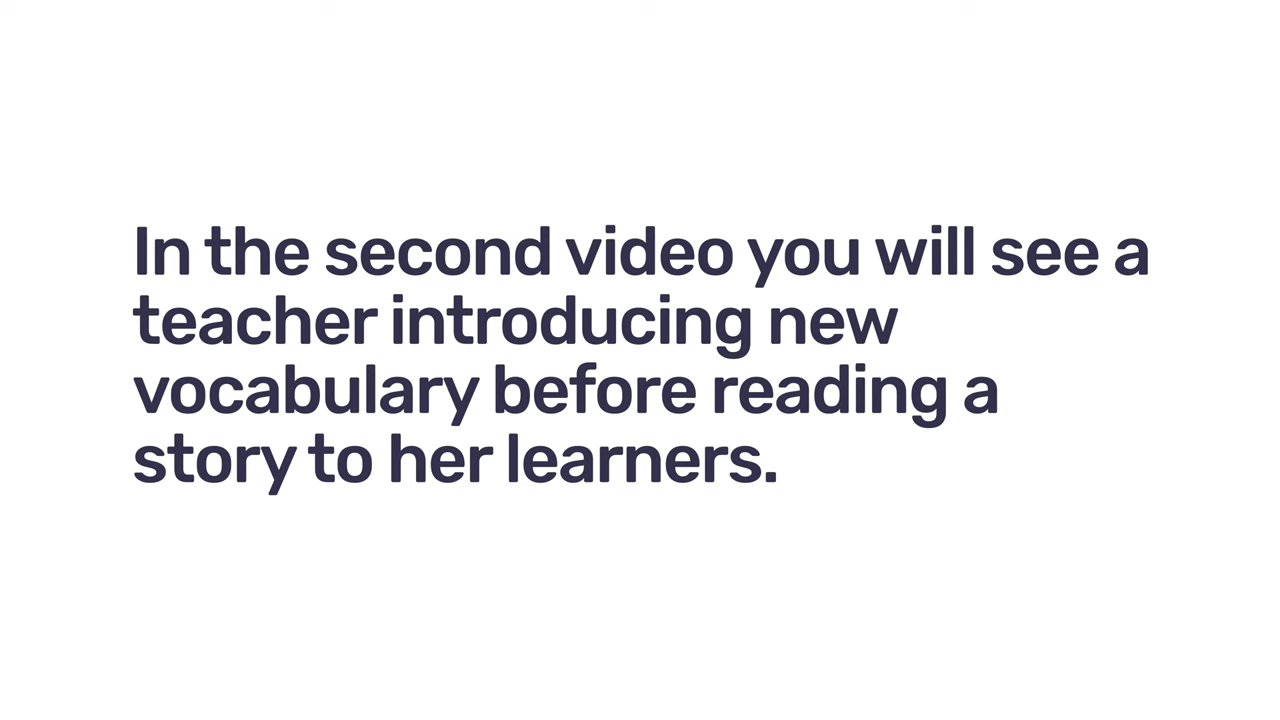 In the second video you will see a
teacher introducing new
vocabulary before reading a
story to her learners.